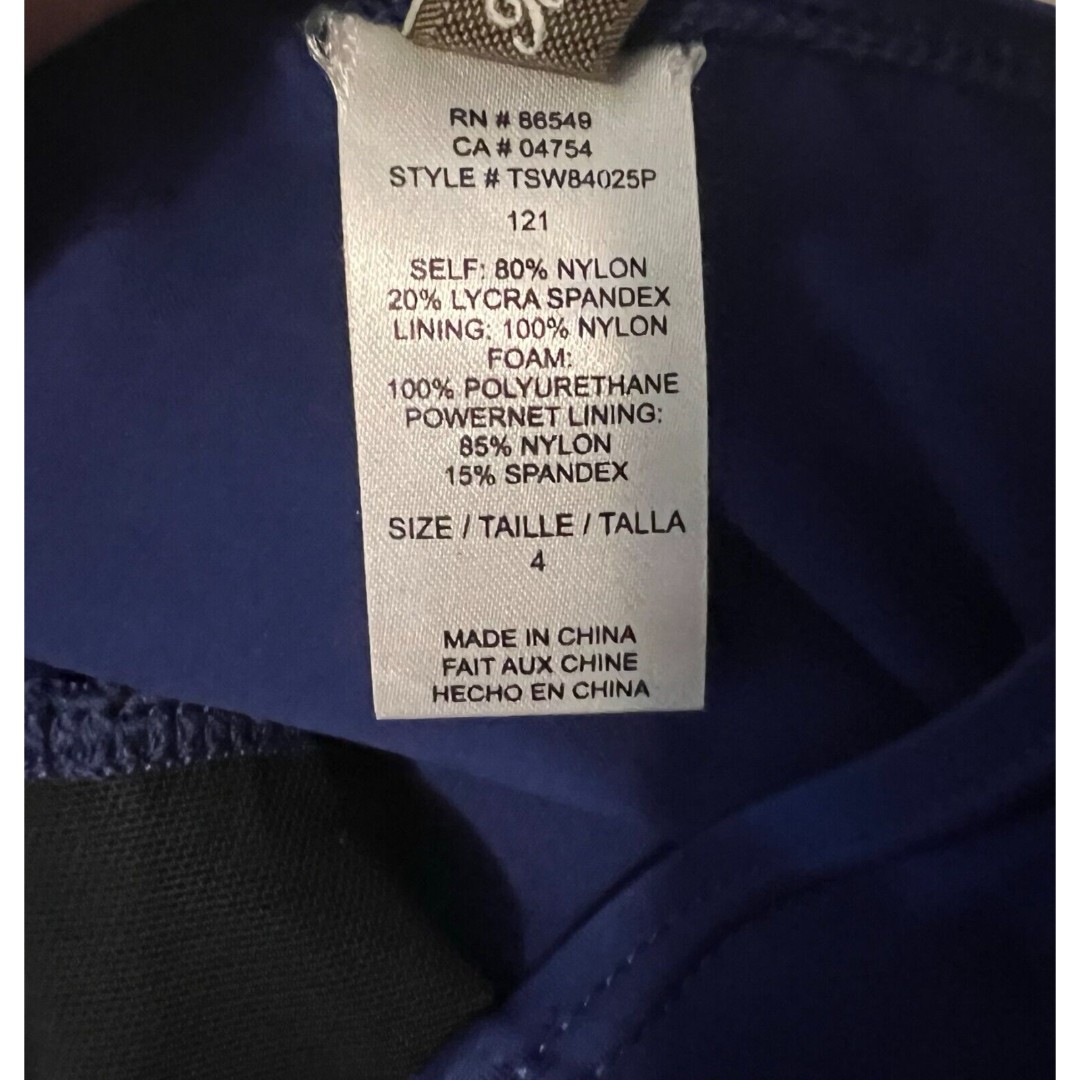 RN # 86549
CA # 04754
STYLE # TSW84025P
121
SELF: 80% NYLON
20% LYCRA SPANDEX
LINING: 100% NYLON
FOAM:
100% POLYURETHANE
POWERNET LINING:
85% NYLON
15% SPANDEX
SIZE / TAILLE / TALLA
4
MADE IN CHINA
FAIT AUX CHINE
HECHO EN CHINA